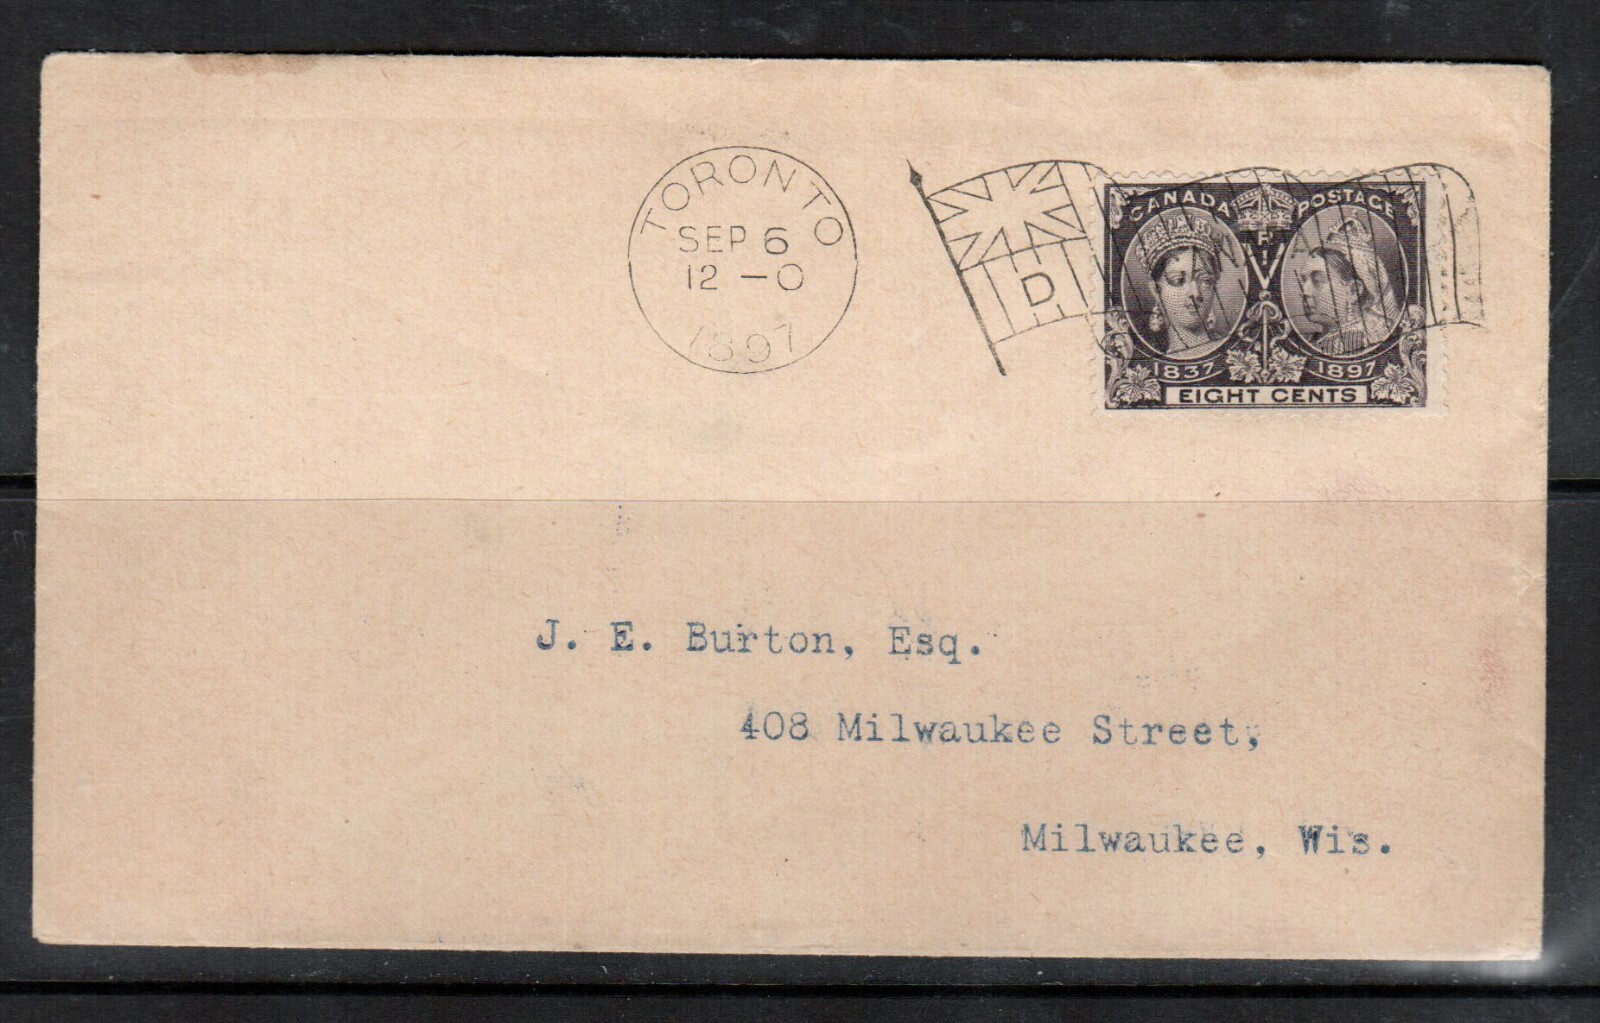 TORONTO
SEP 6
12 - 0
1897
D
CANADA POSTAGE
1837 1897
EIGHT CENTS
J. E. Burton, Esq.
408 Milwaukee Street,
Milwaukee, Wis.